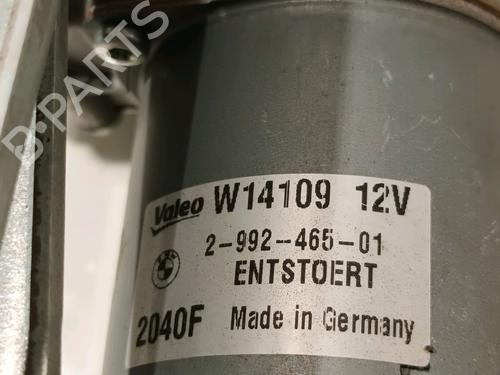 B-PARTS
Valeo W14109 12V
2-992-465-01
ENTSTOERT
2040F Made in Germany